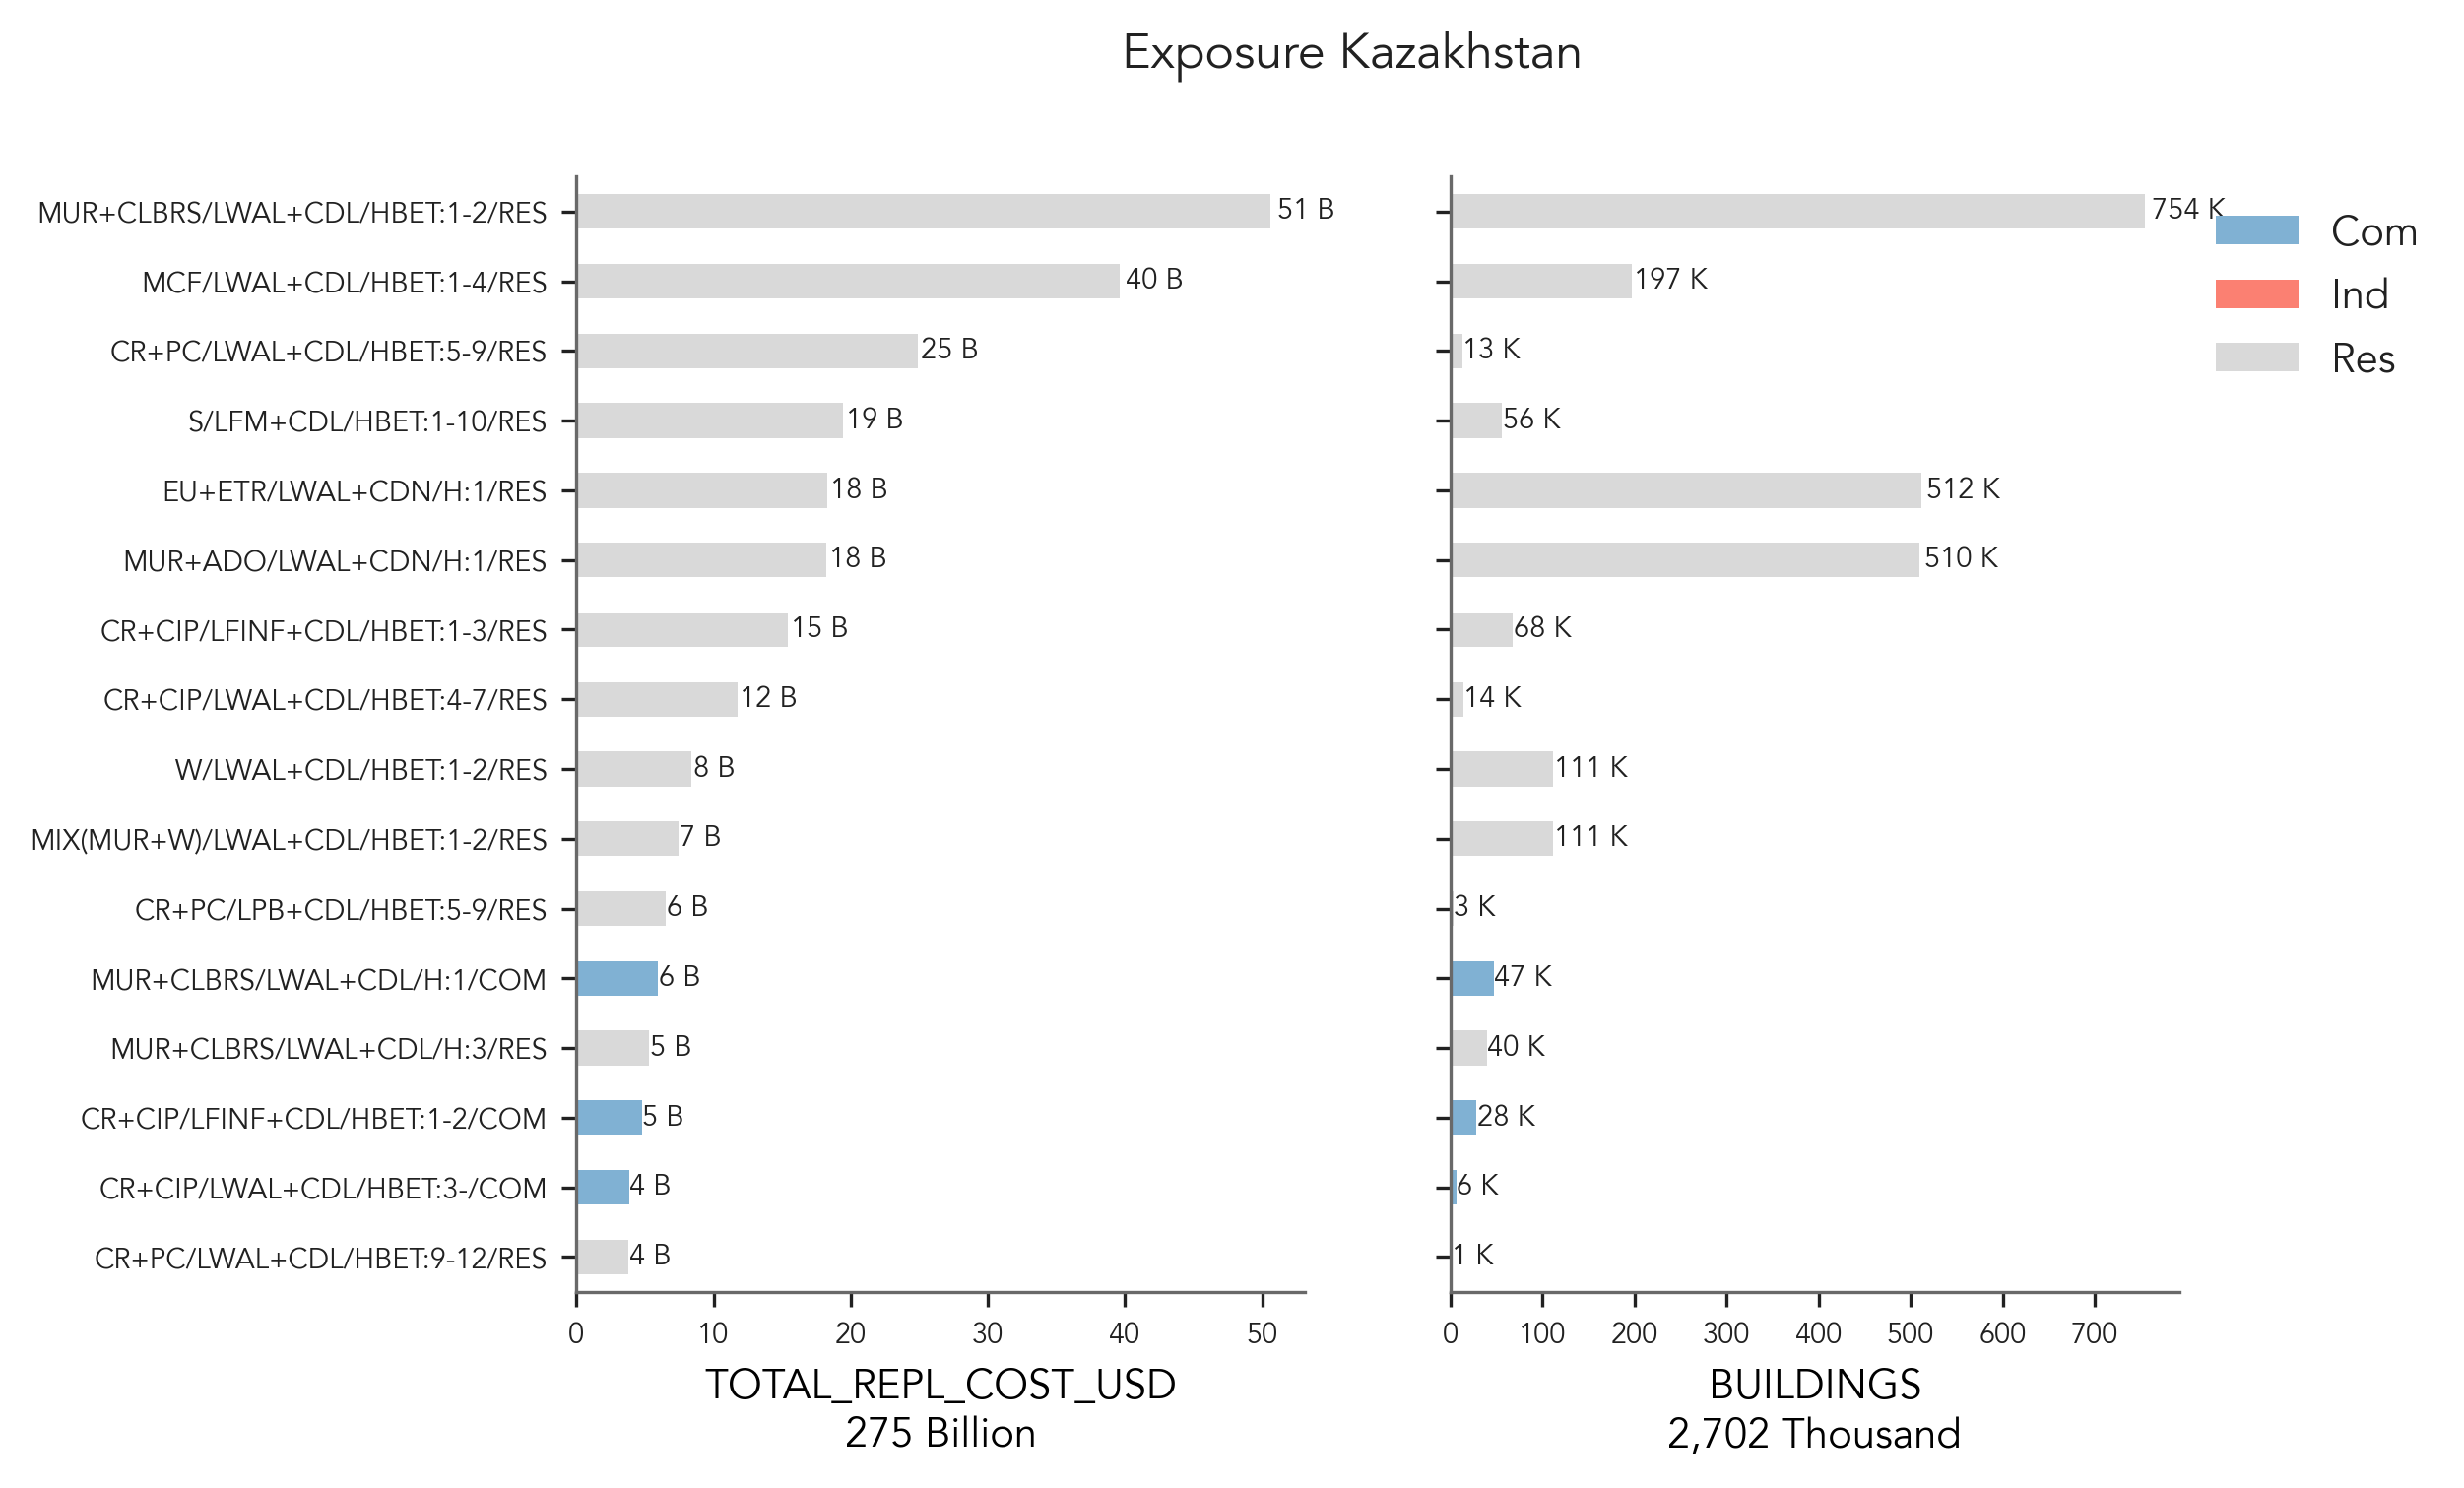 Exposure Kazakhstan
MUR+CLBRS/LWAL+CDL/HBET:1-2/RES
MCF/LWAL+CDL/HBET:1-4/RES
CR+PC/LWAL+CDL/HBET:5-9/RES
S/LFM+CDL/HBET:1-10/RES
EU+ETR/LWAL+CDN/H:1/RES
MUR+ADO/LWAL+CDN/H:1/RES
CR+CIP/LFINF+CDL/HBET:1-3/RES
CR+CIP/LWAL+CDL/HBET:4-7/RES
W/LWAL+CDL/HBET:1-2/RES
MIX(MUR+W)/LWAL+CDL/HBET:1-2/RES
CR+PC/LPB+CDL/HBET:5-9/RES
MUR+CLBRS/LWAL+CDL/H:1/COM
MUR+CLBRS/LWAL+CDL/H:3/RES
CR+CIP/LFINF+CDL/HBET:1-2/COM
CR+CIP/LWAL+CDL/HBET:3-/COM
CR+PC/LWAL+CDL/HBET:9-12/RES
51 B
40 B
25 B
19 B
18 B
18 B
15 B
12 B
8 B
7 B
6 B
6 B
5 B
5 B
4 B
4 B
0 10 20 30 40 50
TOTAL_REPL_COST_USD
275 Billion
754 K
197 K
13 K
56 K
512 K
510 K
68 K
14 K
111 K
111 K
3 K
47 K
40 K
28 K
6 K
1 K
0 100 200 300 400 500 600 700
BUILDINGS
2,702 Thousand
Com
Ind
Res